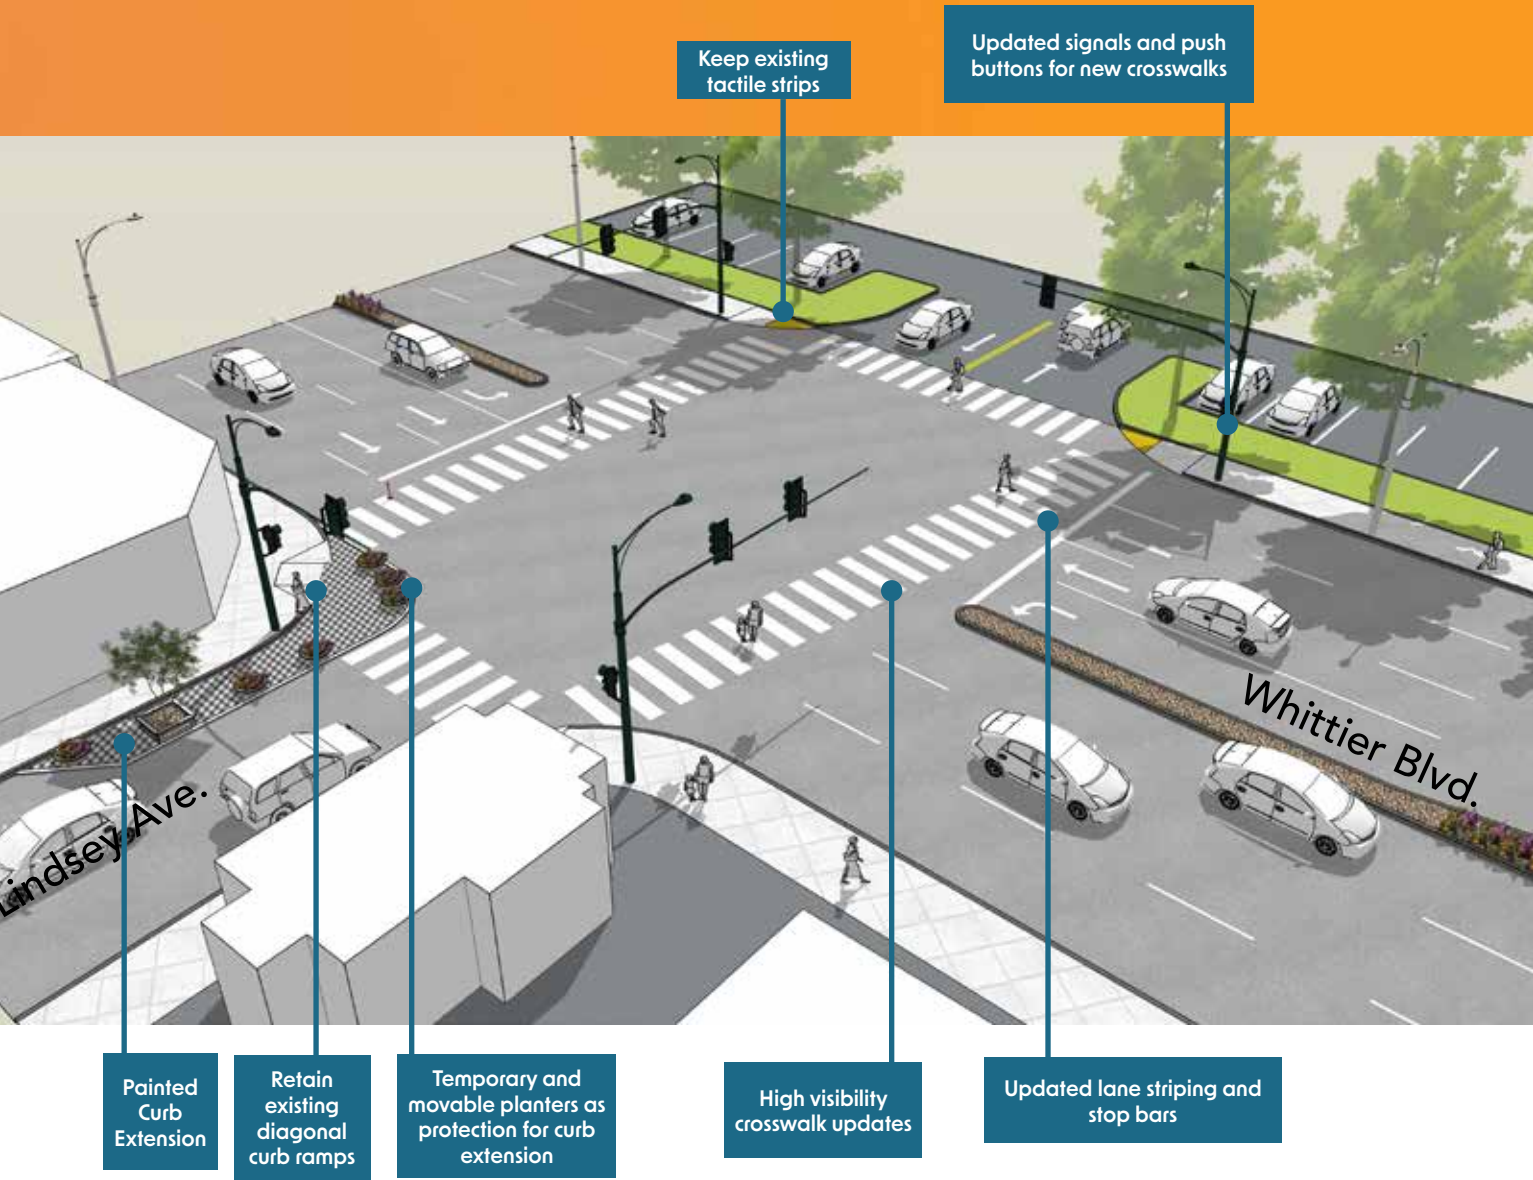 Keep existing
tactile strips
Updated signals and push
buttons for new crosswalks
Whittier Blvd.
Lindsey Ave.
Painted
Curb
Extension
Retain
existing
diagonal
curb ramps
Temporary and
movable planters as
protection for curb
extension
High visibility
crosswalk updates
Updated lane striping and
stop bars